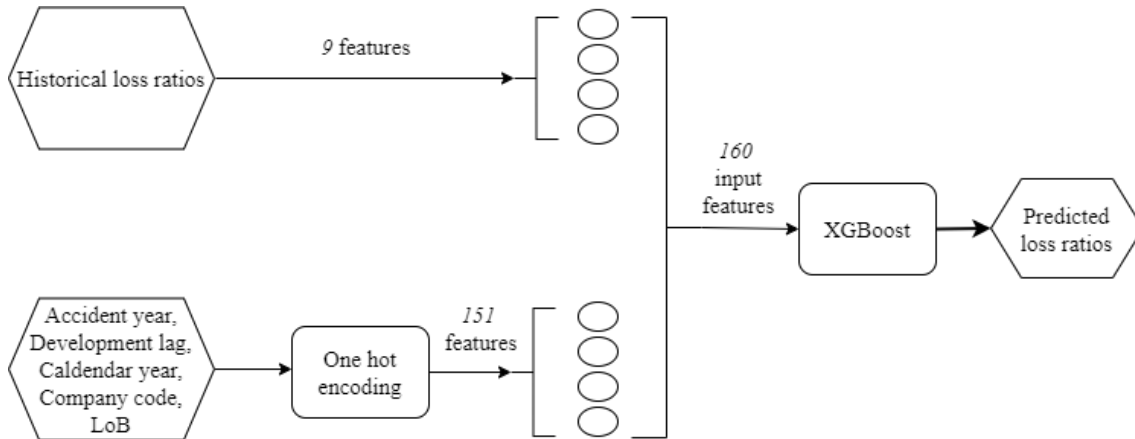 Historical loss ratios
9 features
160
input
features
XGBoost
Predicted
loss ratios
Accident year,
Development lag,
Caldendar year,
Company code,
LoB
One hot
encoding
151
features